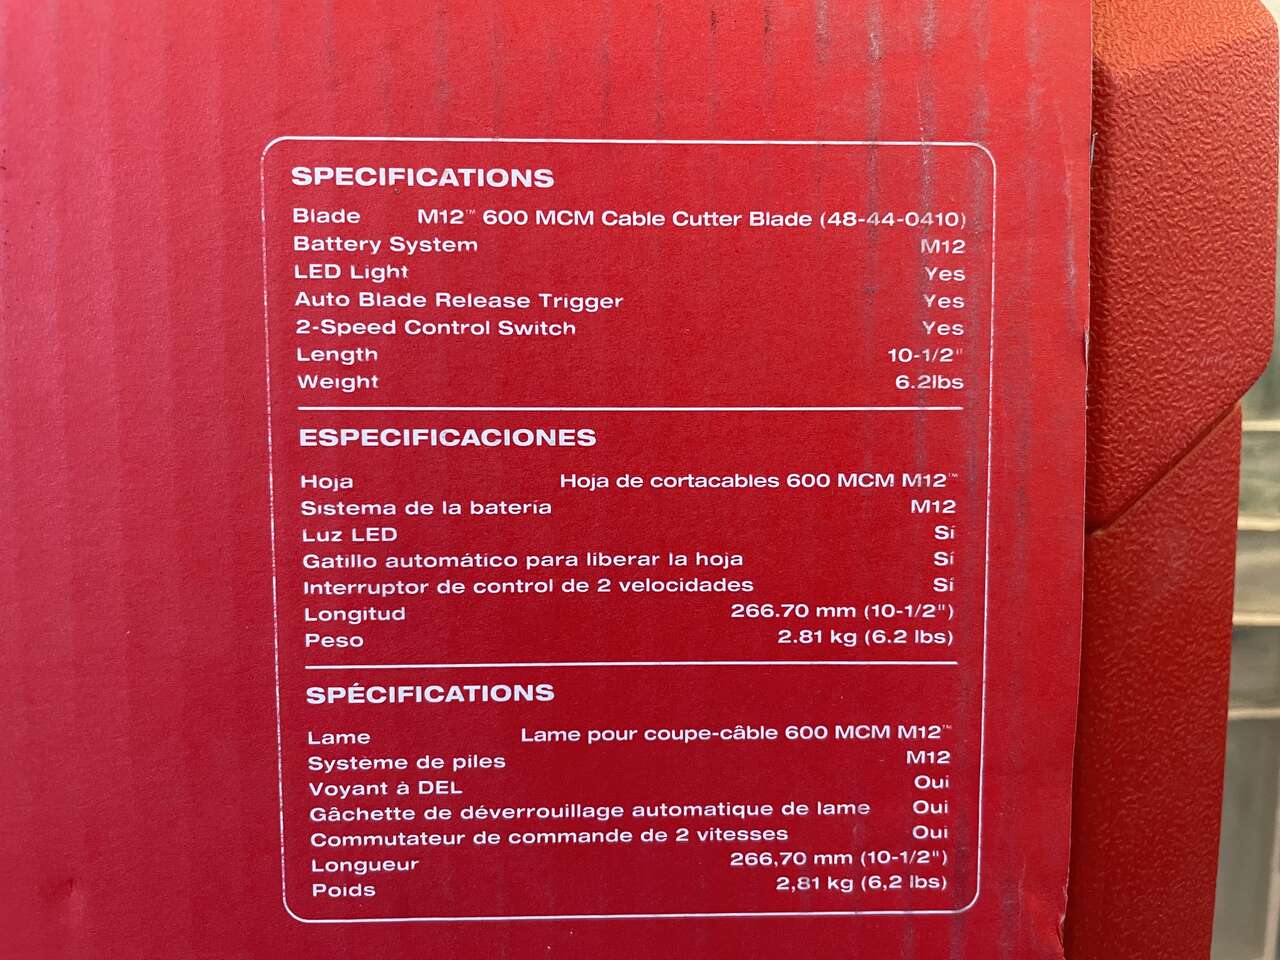 SPECIFICATIONS
Blade M12™ 600 MCM Cable Cutter Blade (48-44-0410)
Battery System M12
LED Light Yes
Auto Blade Release Trigger Yes
2-Speed Control Switch Yes
Length 10-1/2"
Weight 6.2lbs
ESPECIFICACIONES
Hoja Hoja de cortacables 600 MCM M12™
Sistema de la batería M12
Luz LED Sí
Gatillo automático para liberar la hoja Sí
Interruptor de control de 2 velocidades Sí
Longitud 266.70 mm (10-1/2")
Peso 2.81 kg (6.2 lbs)
SPÉCIFICATIONS
Lame Lame pour coupe-câble 600 MCM M12™
Système de piles M12
Voyant à DEL Oui
Gâchette de déverrouillage automatique de lame Oui
Commutateur de commande de 2 vitesses Oui
Longueur 266,70 mm (10-1/2")
Poids 2,81 kg (6,2 lbs)